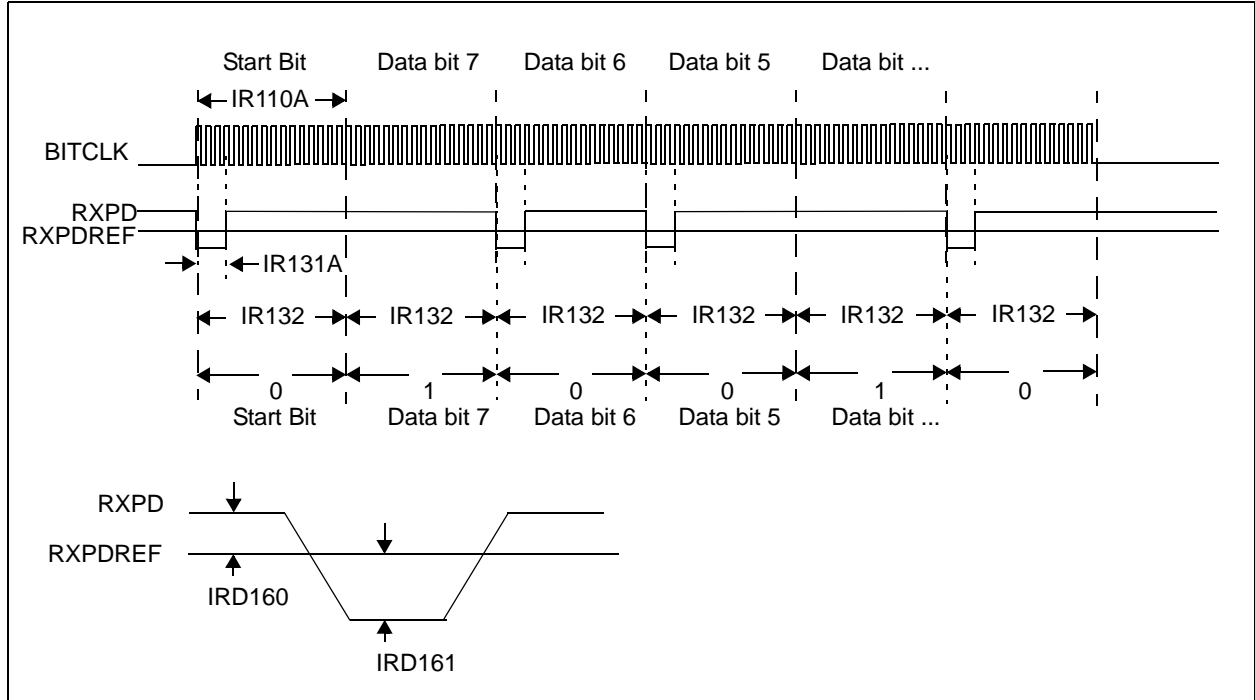 Start Bit Data bit 7 Data bit 6 Data bit 5 Data bit ...
IR110A
BITCLK
RXPD
RXPDREF
IR131A
IR132 IR132 IR132 IR132 IR132 IR132
0 1 0 0 1 0
Start Bit Data bit 7 Data bit 6 Data bit 5 Data bit ...
RXPD
RXPDREF
IRD160
IRD161